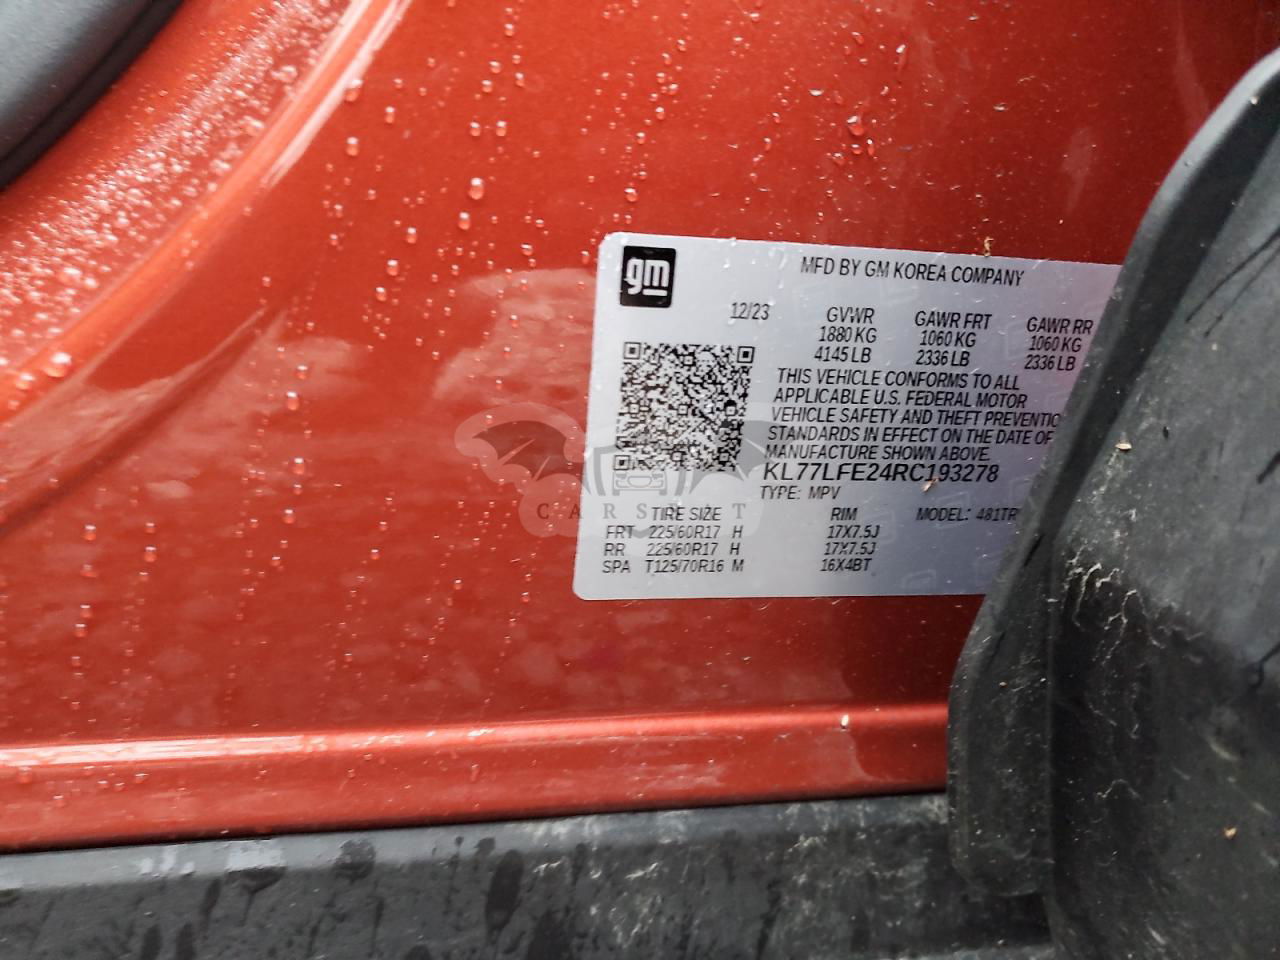 gm
MFD BY GM KOREA COMPANY
12/23 GVWR GAWR FRT GAWR RR
1880 KG 1060 KG 1060 KG
4145 LB 2336 LB 2336 LB
THIS VEHICLE CONFORMS TO ALL
APPLICABLE U.S. FEDERAL MOTOR
VEHICLE SAFETY AND THEFT PREVENTIO
STANDARDS IN EFFECT ON THE DATE OF
MANUFACTURE SHOWN ABOVE.
KL77LFE24RC193278
TYPE: MPV
TIRE SIZE RIM MODEL: 481TR
FRT 225/60R17 H 17X7.5J
RR 225/60R17 H 17X7.5J
SPA T125/70R16 M 16X4BT